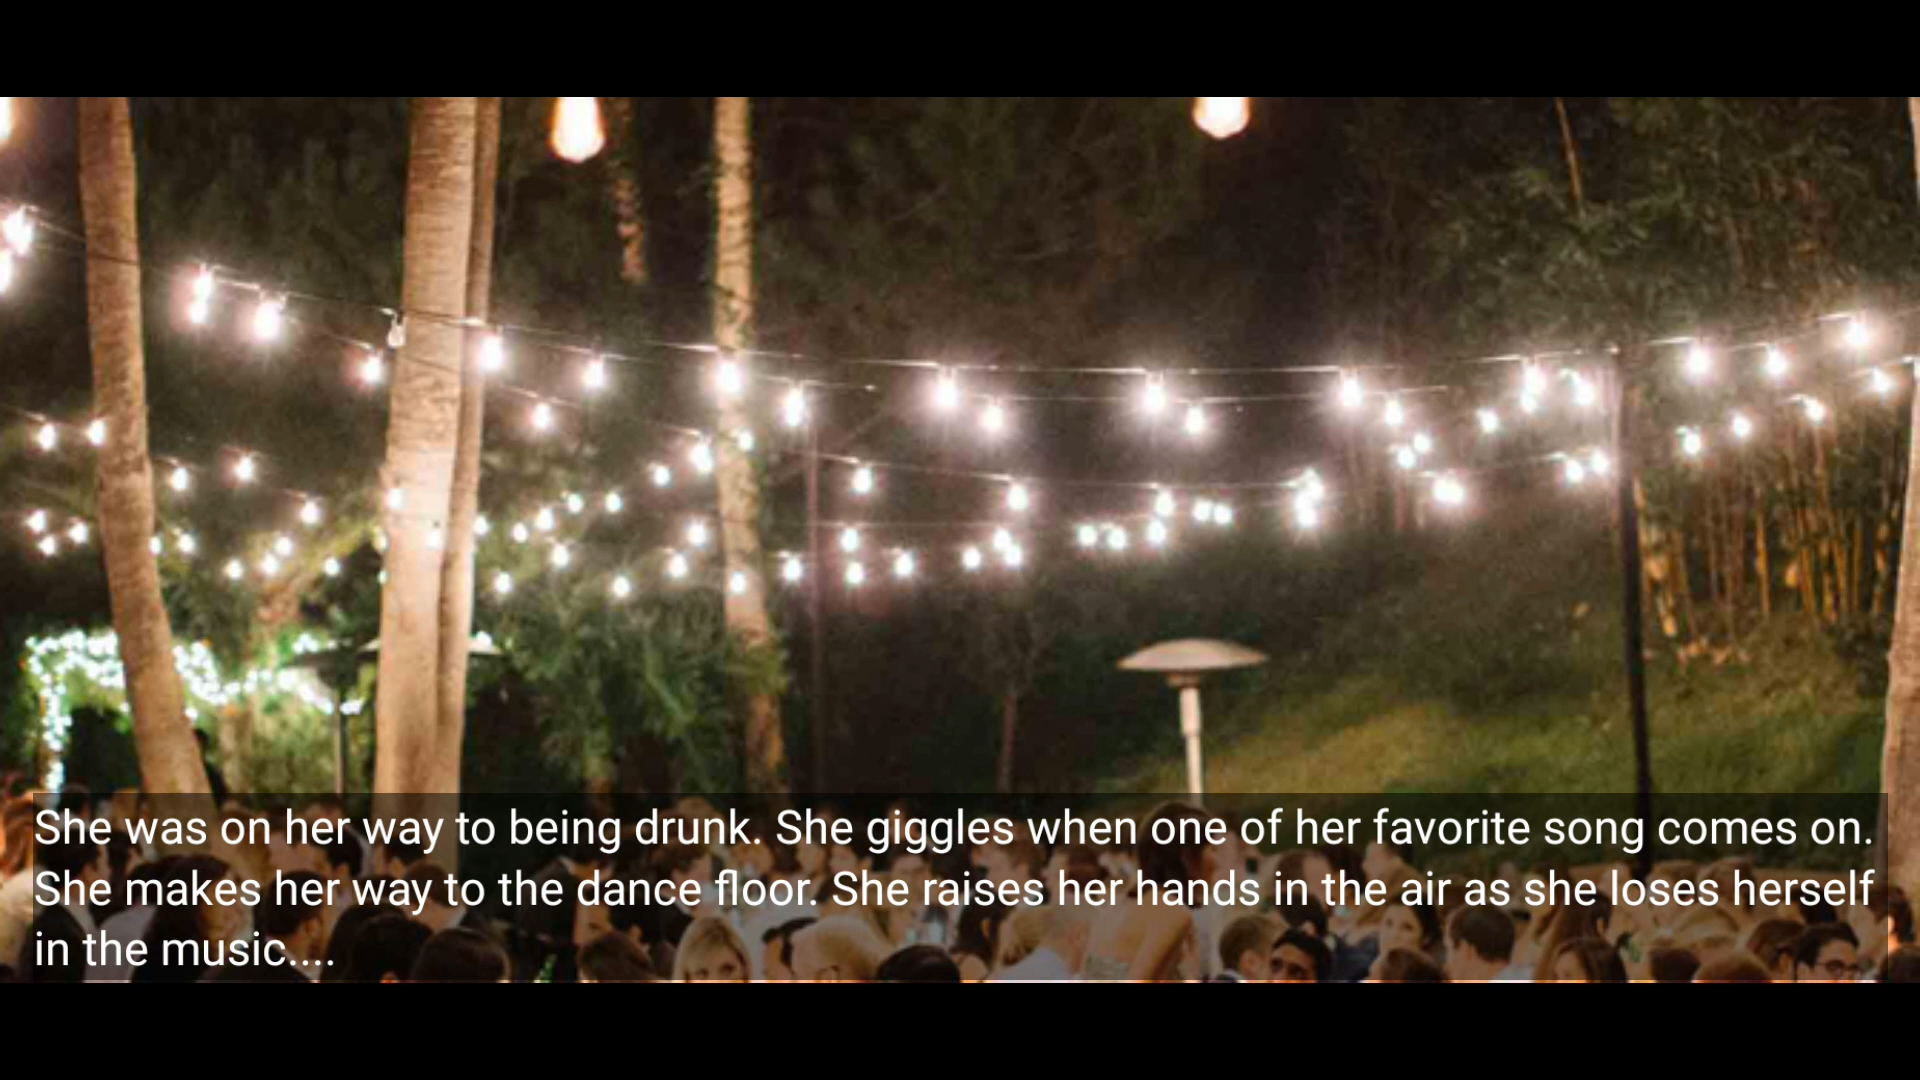 She was on her way to being drunk. She giggles when one of her favorite song comes on.
She makes her way to the dance floor. She raises her hands in the air as she loses herself
in the music....